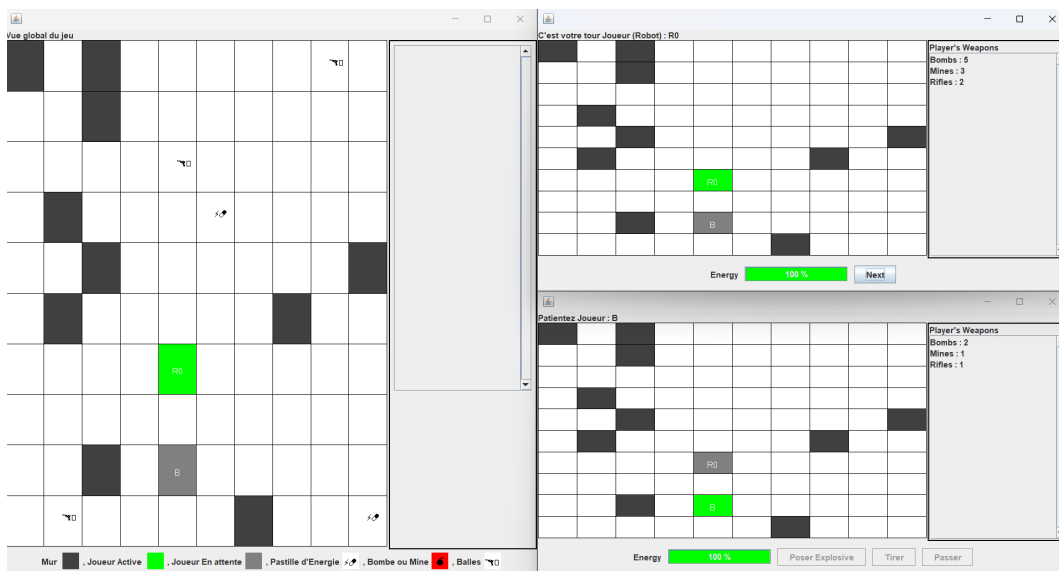 Vue global du jeu
R0
B
Mur , Joueur Active , Joueur En attente , Pastille d'Energie , Bombe ou Mine , Balles
C'est votre tour Joueur (Robot) : R0
Player's Weapons
Bombs : 5
Mines : 3
Rifles : 2
R0
B
Energy 100 % Next
Patientez Joueur : B
Player's Weapons
Bombs : 2
Mines : 1
Rifles : 1
R0
B
Energy 100 % Poser Explosive Tirer Passer